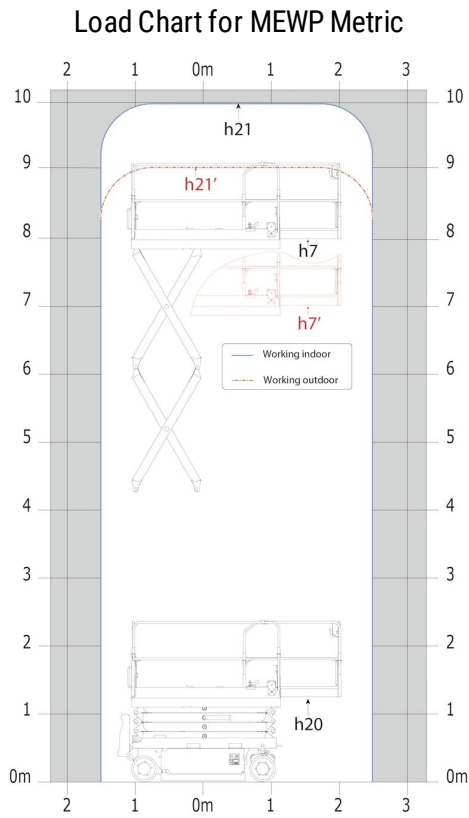 Load Chart for MEWP Metric
2 1 0m 1 2 3
10 10
h21
9 9
h21’
8 8
h7
7 7
h7’
Working indoor
6 6
Working outdoor
5 5
4 4
3 3
2 2
1 1
h20
0m 0m
2 1 0m 1 2 3